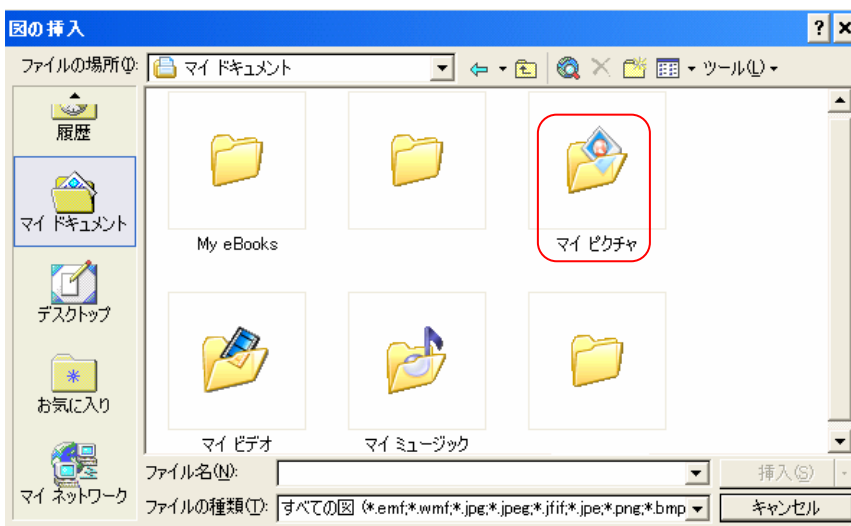 図の挿入
ファイルの場所(I):
マイ ドキュメント
ツール(L)
履歴
マイ ドキュメント
デスクトップ
お気に入り
マイ ネットワーク
My eBooks
マイ ピクチャ
マイ ビデオ
マイ ミュージック
ファイル名(N):
挿入(S)
ファイルの種類(T):
すべての図 (*.emf;*.wmf;*.jpg;*.jpeg;*.jfif;*.jpe;*.png;*.bmp
キャンセル